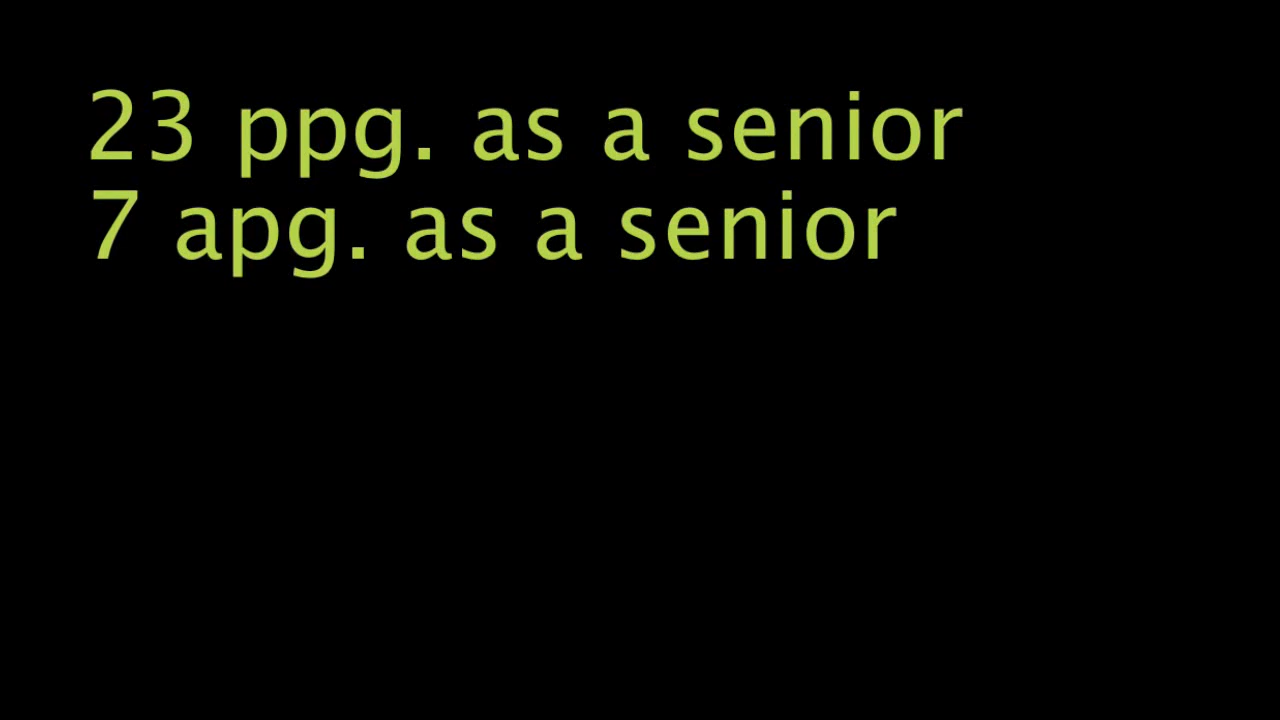 23 ppg. as a senior
7 apg. as a senior